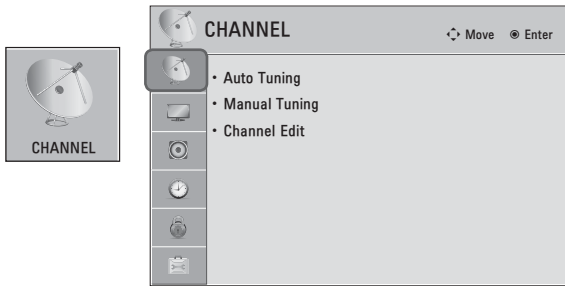 CHANNEL
CHANNEL
Move Enter
• Auto Tuning
• Manual Tuning
• Channel Edit